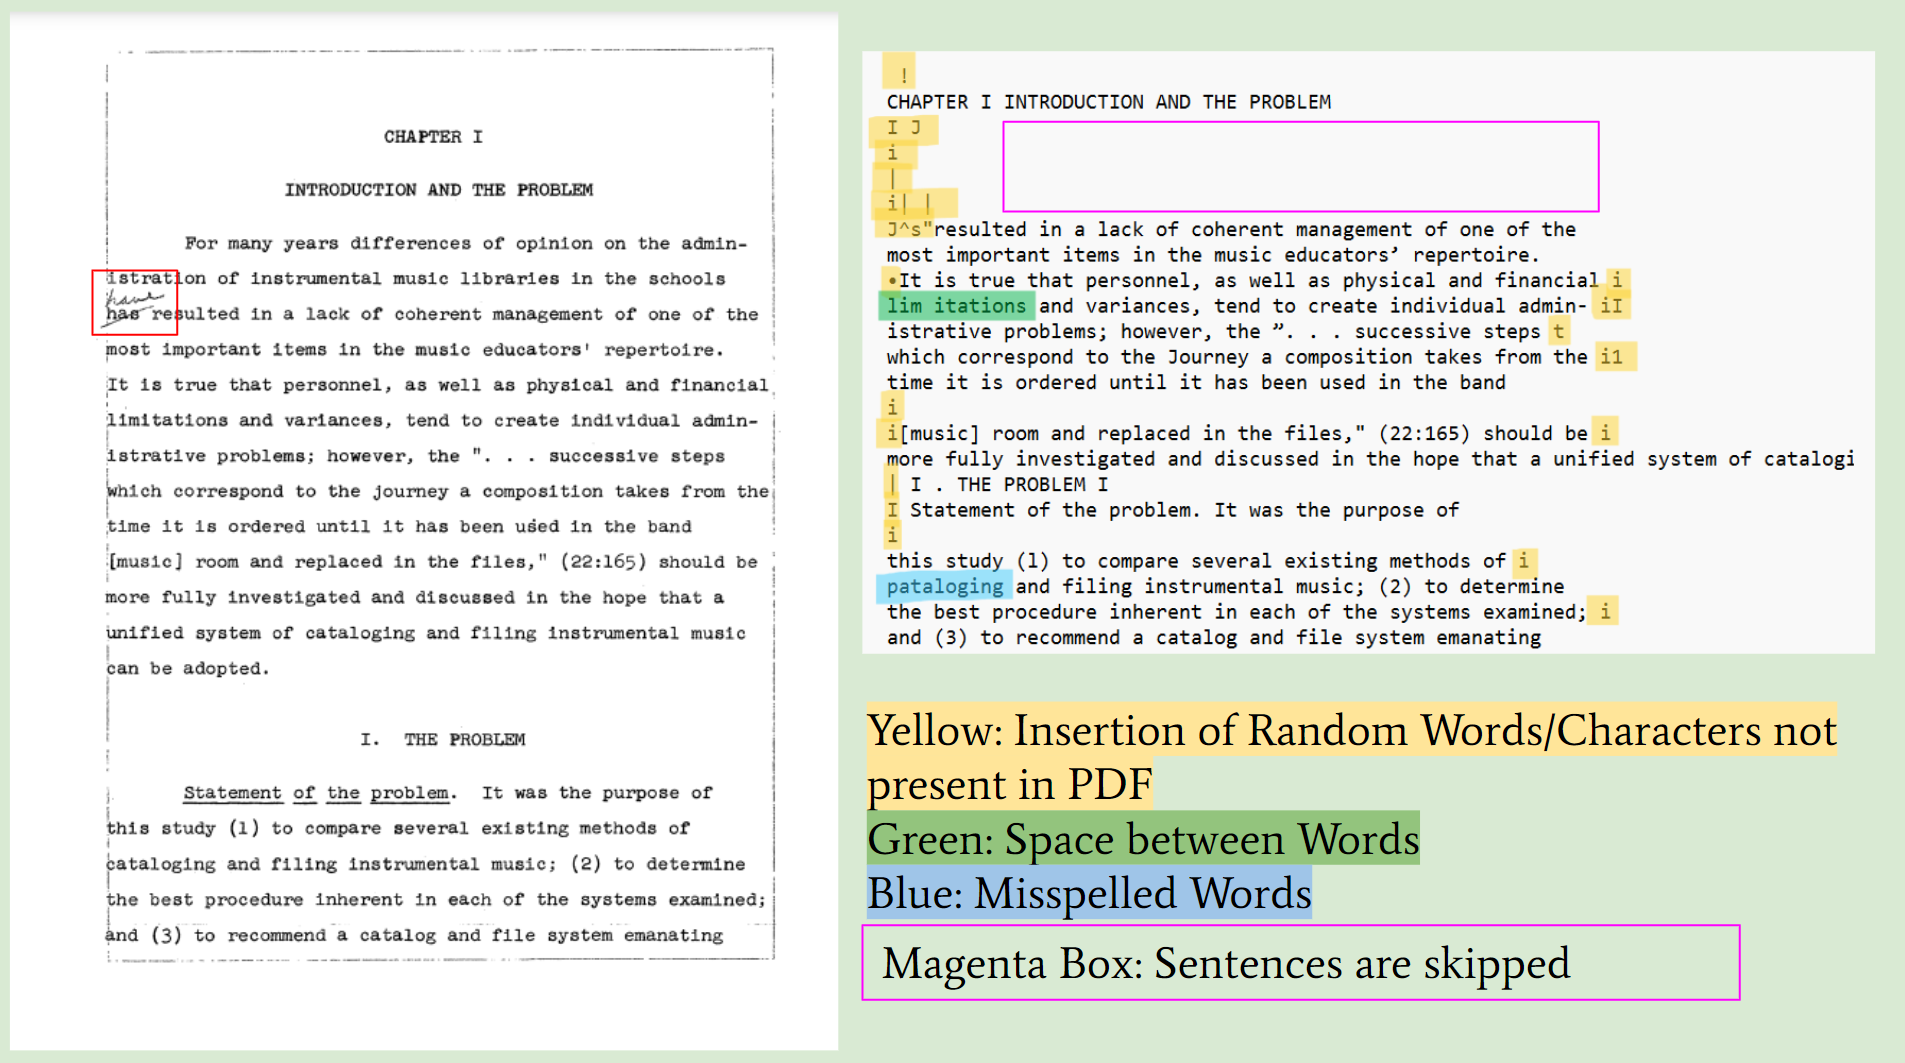 CHAPTER I
INTRODUCTION AND THE PROBLEM
For many years differences of opinion on the admin-
istration of instrumental music libraries in the schools
have
has resulted in a lack of coherent management of one of the
most important items in the music educators' repertoire.
It is true that personnel, as well as physical and financial
limitations and variances, tend to create individual admin-
istrative problems; however, the ". . . successive steps
which correspond to the journey a composition takes from the
time it is ordered until it has been used in the band
[music] room and replaced in the files," (22:165) should be
more fully investigated and discussed in the hope that a
unified system of cataloging and filing instrumental music
can be adopted.
I. THE PROBLEM
Statement of the problem. It was the purpose of
this study (1) to compare several existing methods of
cataloging and filing instrumental music; (2) to determine
the best procedure inherent in each of the systems examined;
and (3) to recommend a catalog and file system emanating
!
CHAPTER I INTRODUCTION AND THE PROBLEM
I J
i
|
i| |
J^s"resulted in a lack of coherent management of one of the
most important items in the music educators’ repertoire.
•It is true that personnel, as well as physical and financial i
lim itations and variances, tend to create individual admin- iI
istrative problems; however, the ”. . . successive steps t
which correspond to the Journey a composition takes from the i1
time it is ordered until it has been used in the band
i
i[music] room and replaced in the files," (22:165) should be i
more fully investigated and discussed in the hope that a unified system of catalogi
| I . THE PROBLEM I
I Statement of the problem. It was the purpose of
i
this study (1) to compare several existing methods of i
pataloging and filing instrumental music; (2) to determine
the best procedure inherent in each of the systems examined; i
and (3) to recommend a catalog and file system emanating
Yellow: Insertion of Random Words/Characters not
present in PDF
Green: Space between Words
Blue: Misspelled Words
Magenta Box: Sentences are skipped